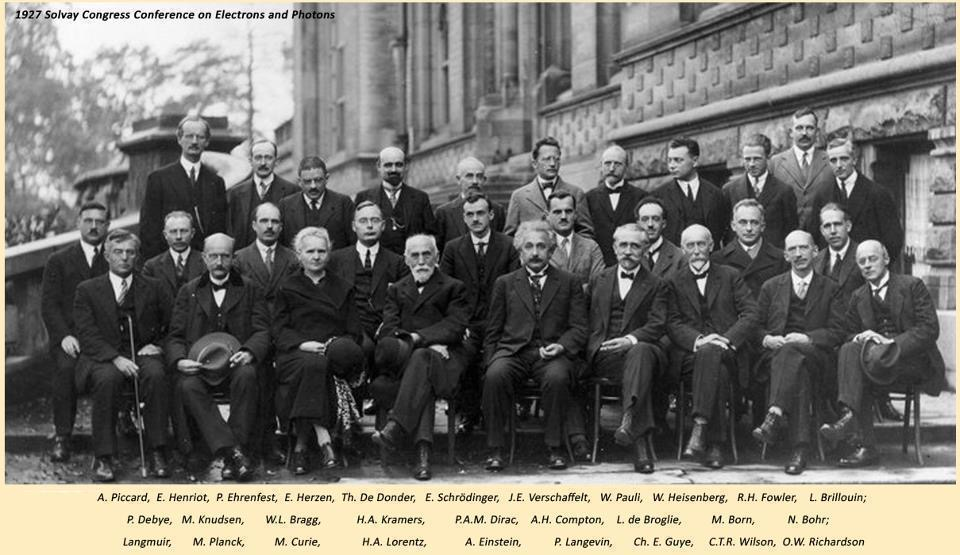 1927 Solvay Congress Conference on Electrons and Photons
A. Piccard, E. Henriot, P. Ehrenfest, E. Herzen, Th. De Donder, E. Schrödinger, J.E. Verschaffelt, W. Pauli, W. Heisenberg, R.H. Fowler, L. Brillouin;
P. Debye, M. Knudsen, W.L. Bragg, H.A. Kramers, P.A.M. Dirac, A.H. Compton, L. de Broglie, M. Born, N. Bohr;
Langmuir, M. Planck, M. Curie, H.A. Lorentz, A. Einstein, P. Langevin, Ch. E. Guye, C.T.R. Wilson, O.W. Richardson